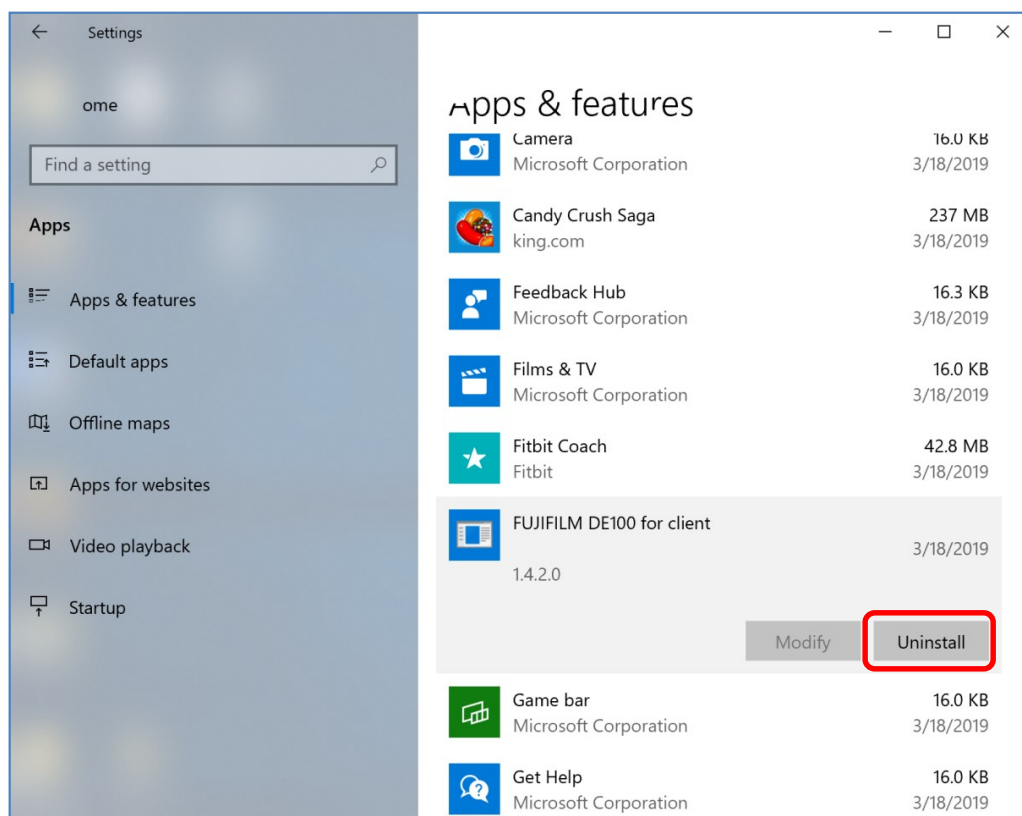 Settings
ome
Find a setting
Apps
Apps & features
Default apps
Offline maps
Apps for websites
Video playback
Startup
Apps & features
Camera 16.0 KB
Microsoft Corporation 3/18/2019
Candy Crush Saga 237 MB
king.com 3/18/2019
Feedback Hub 16.3 KB
Microsoft Corporation 3/18/2019
Films & TV 16.0 KB
Microsoft Corporation 3/18/2019
Fitbit Coach 42.8 MB
Fitbit 3/18/2019
FUJIFILM DE100 for client
3/18/2019
1.4.2.0
Modify Uninstall
Game bar 16.0 KB
Microsoft Corporation 3/18/2019
Get Help 16.0 KB
Microsoft Corporation 3/18/2019